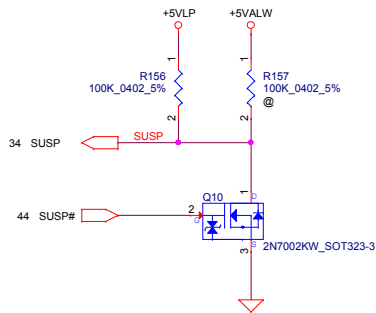 +5VLP
+5VALW
1
1
R156
100K_0402_5%
R157
100K_0402_5%
@
2
2
34 SUSP
SUSP
1
D
Q10
44 SUSP#
2
G
S
2N7002KW_SOT323-3
3